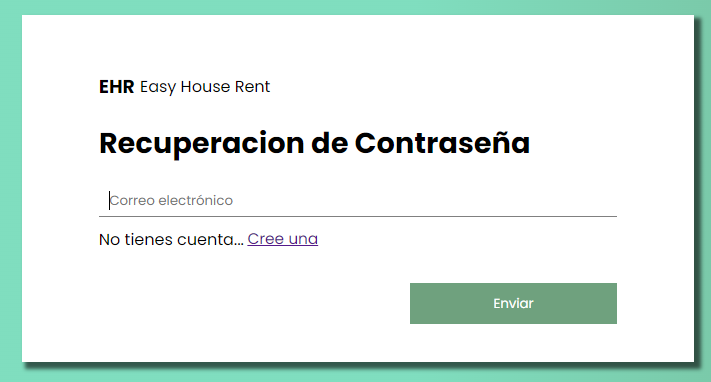 EHR Easy House Rent
Recuperacion de Contraseña
Correo electrónico
No tienes cuenta... Cree una
Enviar